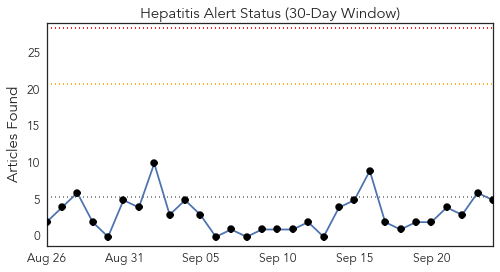 Hepatitis Alert Status (30-Day Window)
Articles Found
25
20
15
10
5
0
Aug 26 Aug 31 Sep 05 Sep 10 Sep 15 Sep 20